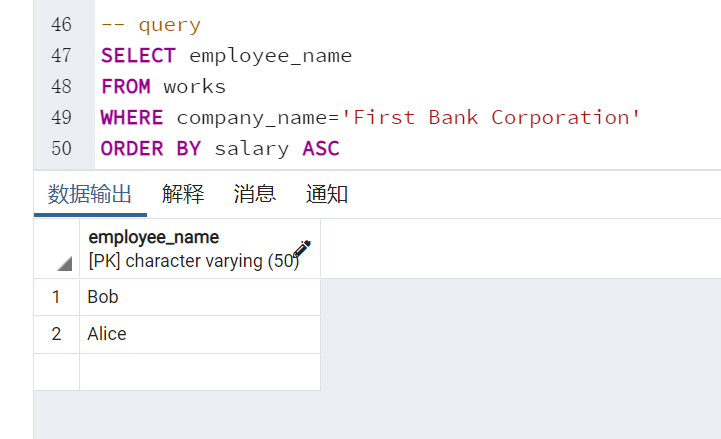 46 -- query
47 SELECT employee_name
48 FROM works
49 WHERE company_name='First Bank Corporation'
50 ORDER BY salary ASC
数据输出 解释 消息 通知
employee_name
[PK] character varying (50)
1 Bob
2 Alice